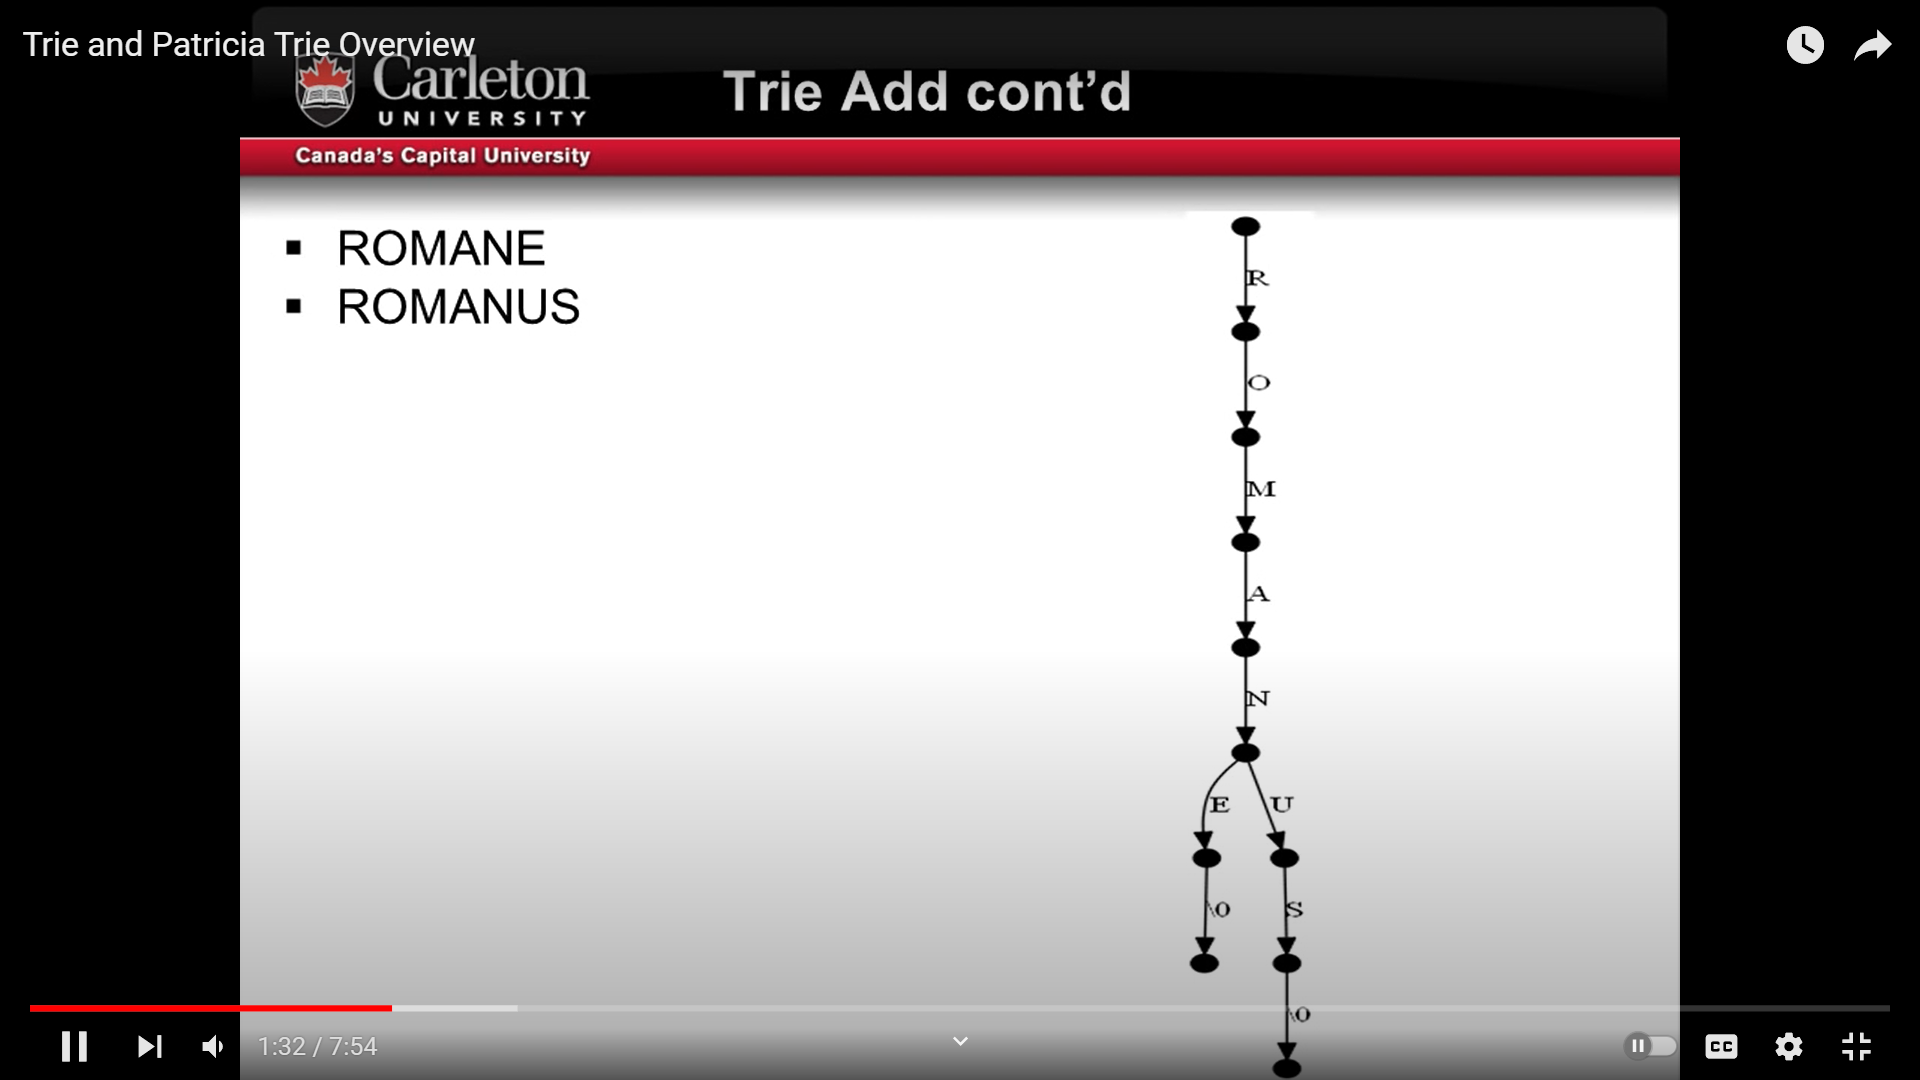 Trie and Patricia Trie Overview
Carleton
UNIVERSITY
Canada's Capital University
Trie Add cont'd
▪ ROMANE
▪ ROMANUS
R
O
M
A
N
E U
\0 S
\0
1:32 / 7:54
CC